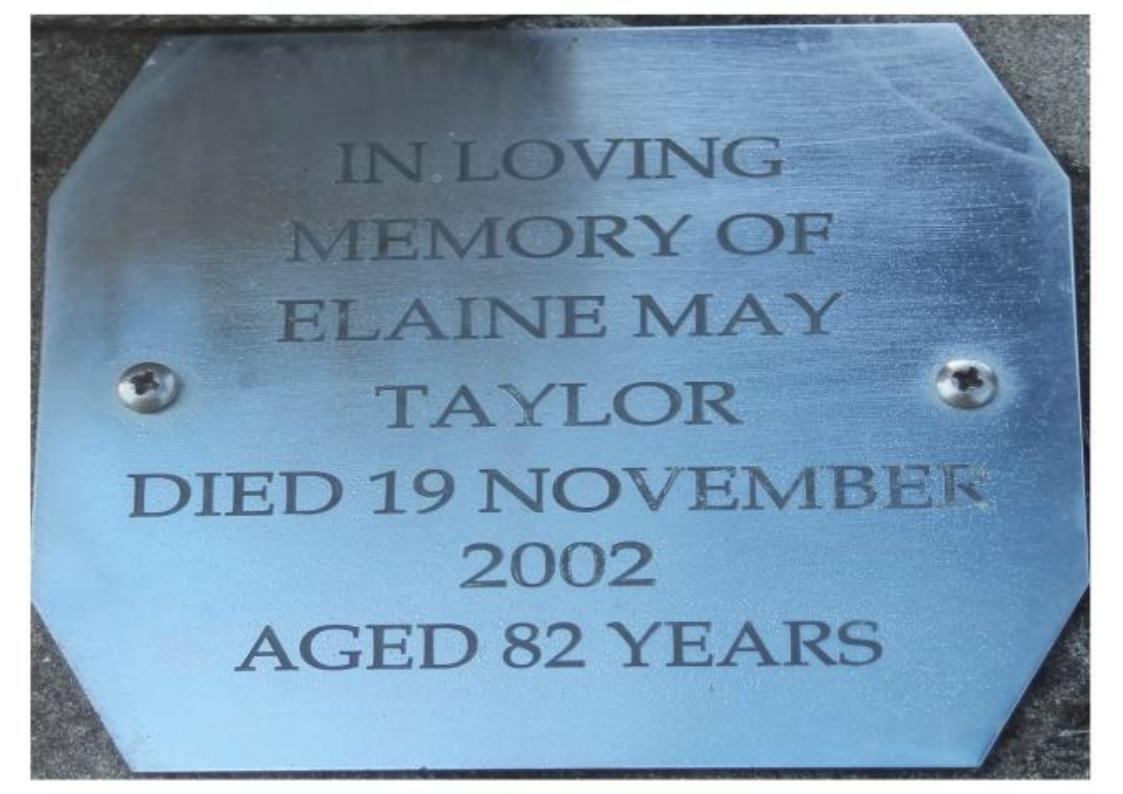 IN LOVING
MEMORY OF
ELAINE MAY
TAYLOR
DIED 19 NOVEMBER
2002
AGED 82 YEARS